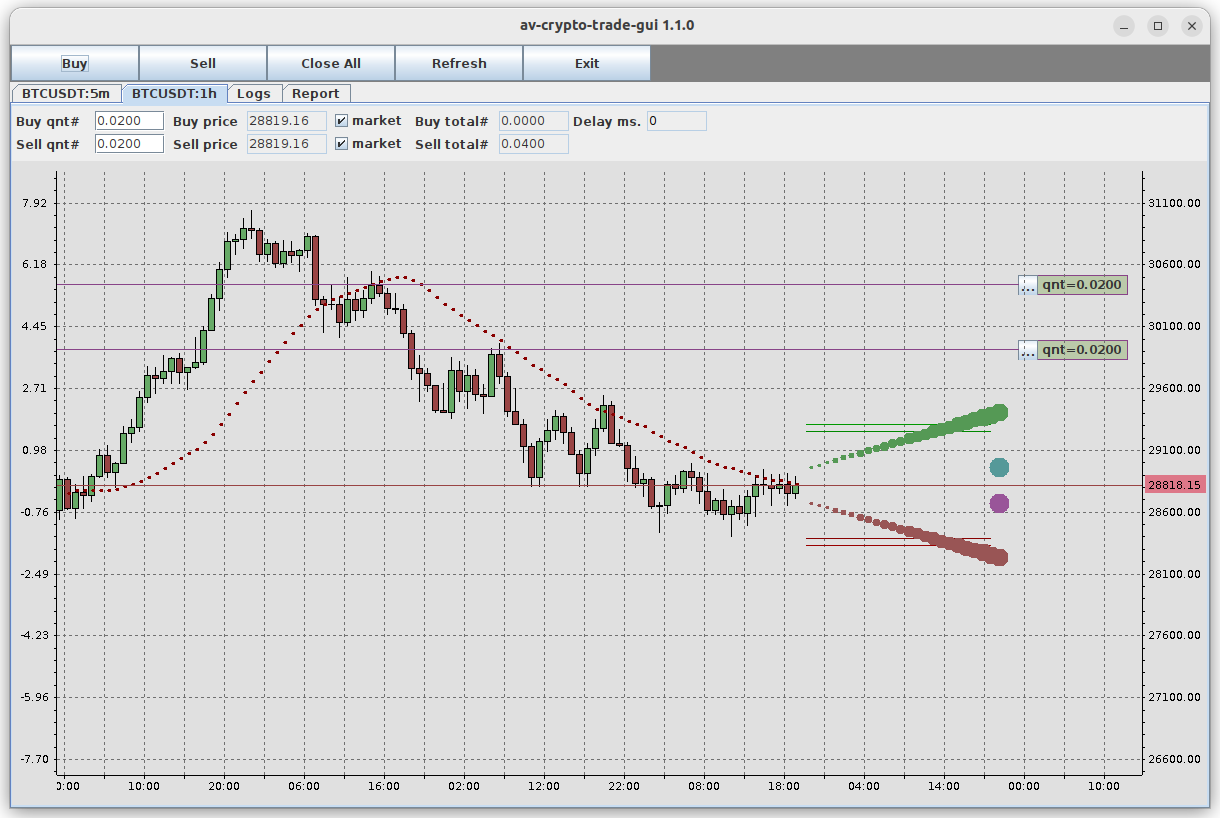 av-crypto-trade-gui 1.1.0
Buy Sell Close All Refresh Exit
BTCUSDT:5m BTCUSDT:1h Logs Report
Buy qnt# 0.0200 Buy price 28819.16 market Buy total# 0.0000 Delay ms. 0
Sell qnt# 0.0200 Sell price 28819.16 market Sell total# 0.0400
7.92 31100.00
6.18 30600.00
... qnt=0.0200
4.45 30100.00
... qnt=0.0200
2.71 29600.00
0.98 29100.00
28818.15
-0.76 28600.00
-2.49 28100.00
-4.23 27600.00
-5.96 27100.00
-7.70 26600.00
0:00 10:00 20:00 06:00 16:00 02:00 12:00 22:00 08:00 18:00 04:00 14:00 00:00 10:00